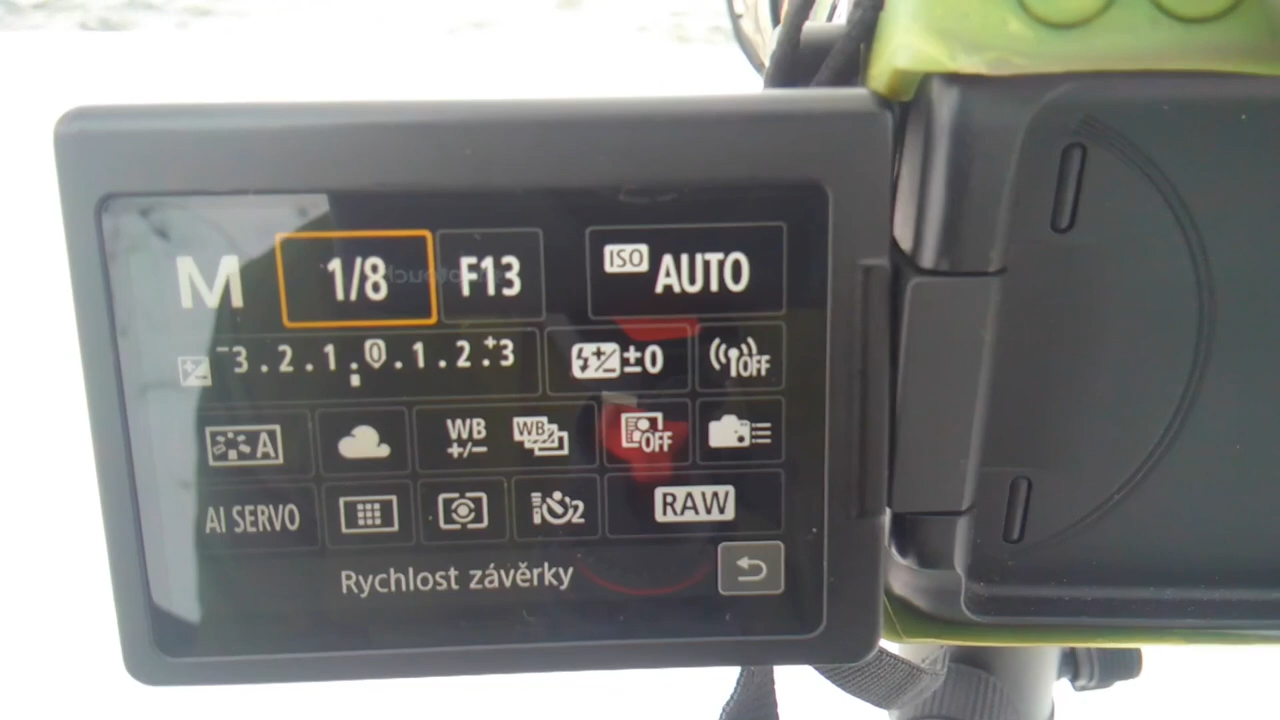 M 1/8 F13 ISO AUTO
-3.2.1.0.1.2.+3 ±0 OFF
A WB +/- WB OFF
AI SERVO 2 RAW
Rychlost závěrky